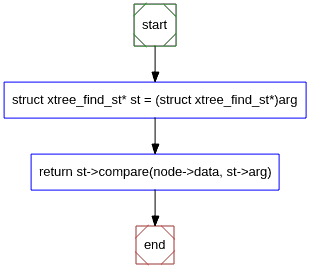 start
struct xtree_find_st* st = (struct xtree_find_st*)arg
return st->compare(node->data, st->arg)
end